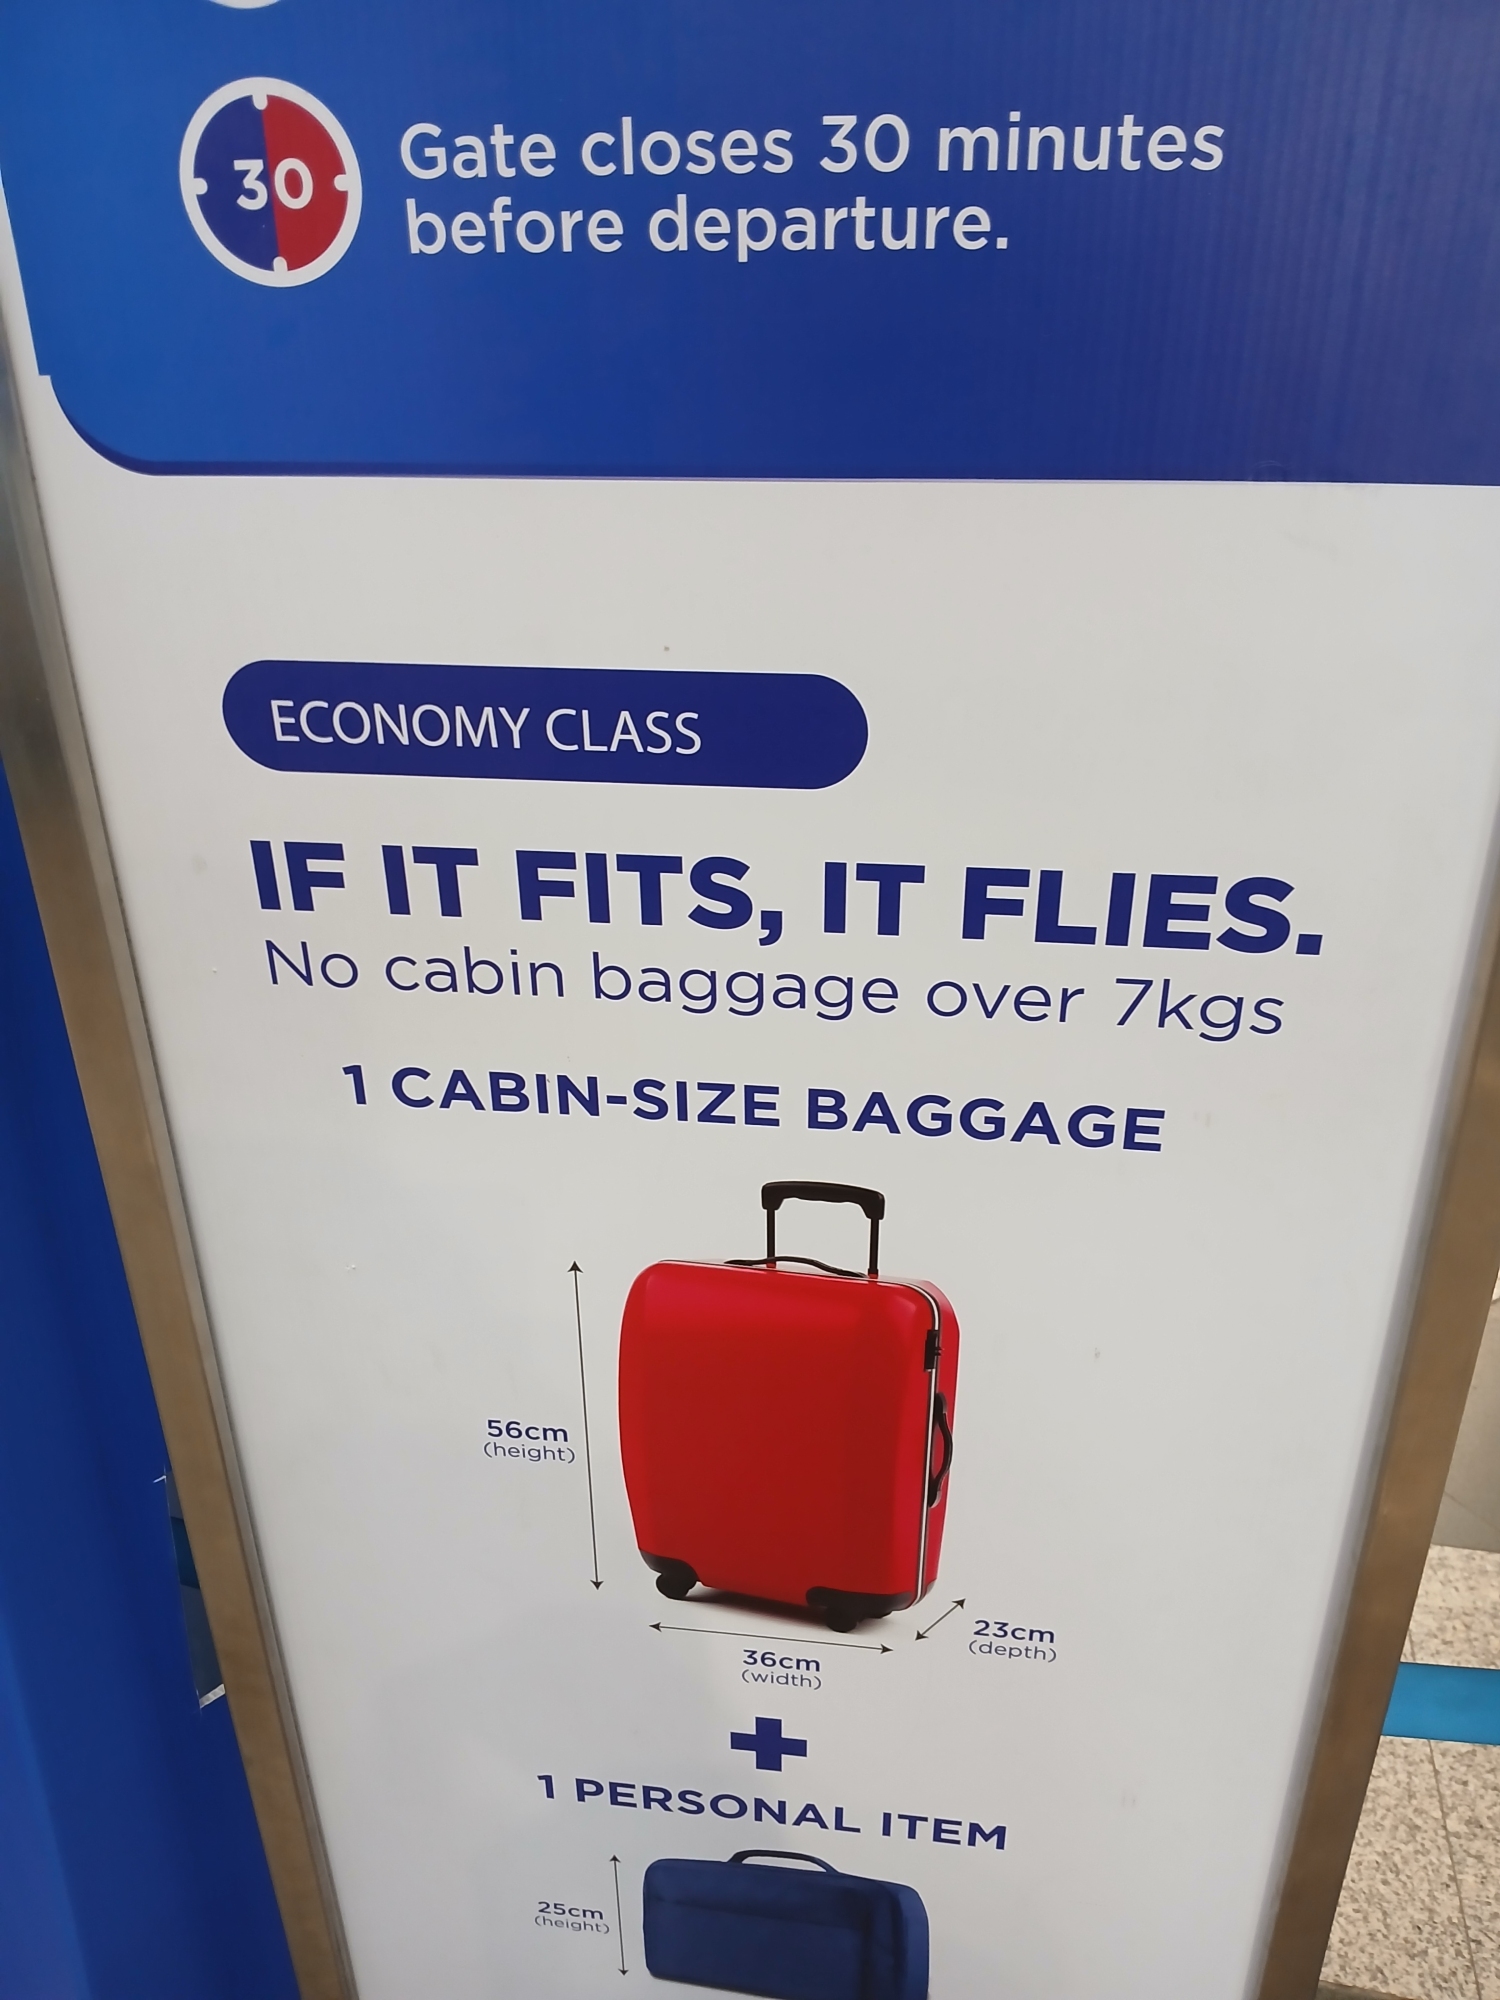 30
Gate closes 30 minutes
before departure.
ECONOMY CLASS
IF IT FITS, IT FLIES.
No cabin baggage over 7kgs
1 CABIN-SIZE BAGGAGE
56cm
(height)
23cm
(depth)
36cm
(width)
+
1 PERSONAL ITEM
25cm
(height)